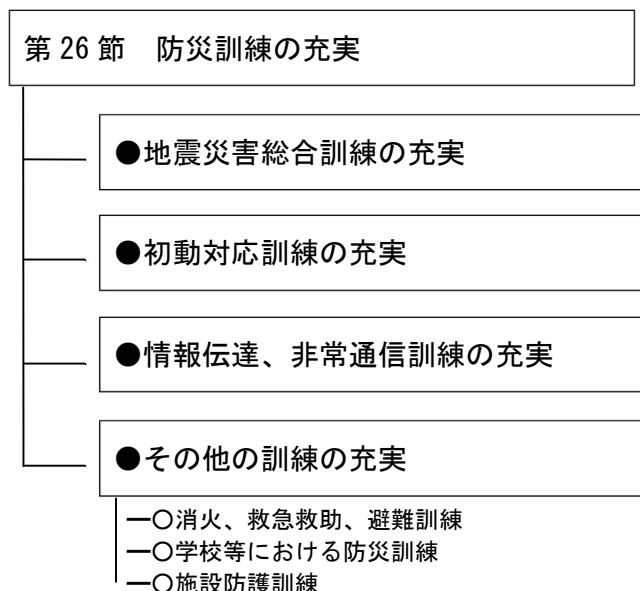 第 26 節　防災訓練の充実
●地震災害総合訓練の充実
●初動対応訓練の充実
●情報伝達、非常通信訓練の充実
●その他の訓練の充実
○消火、救急救助、避難訓練
○学校等における防災訓練
○施設防護訓練